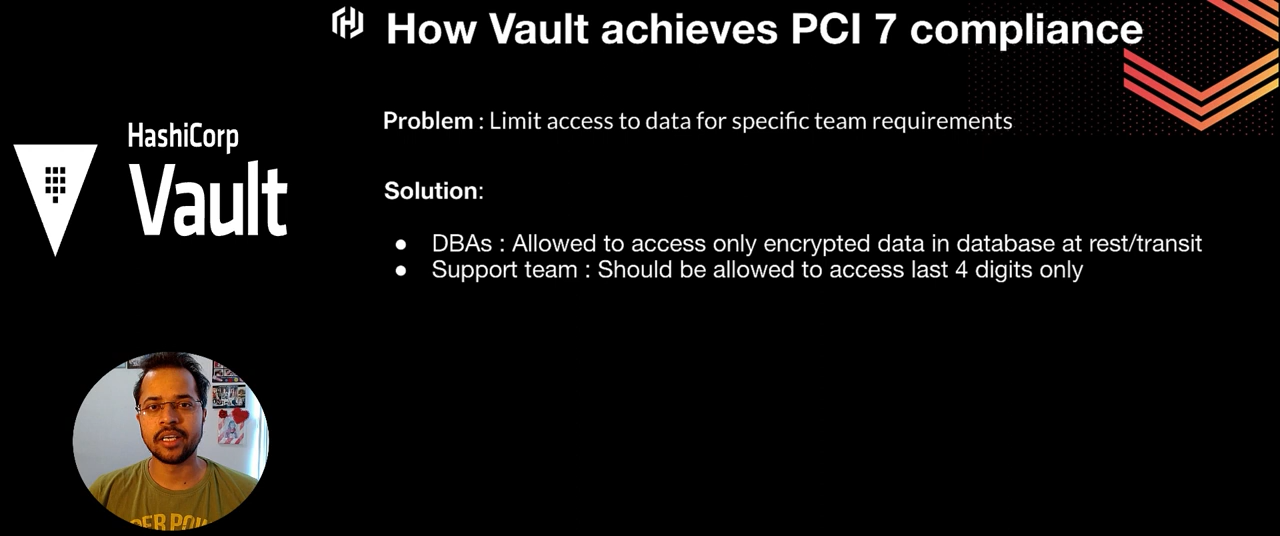 How Vault achieves PCI 7 compliance
Problem : Limit access to data for specific team requirements
HashiCorp
Vault
Solution:
● DBAs : Allowed to access only encrypted data in database at rest/transit
● Support team : Should be allowed to access last 4 digits only